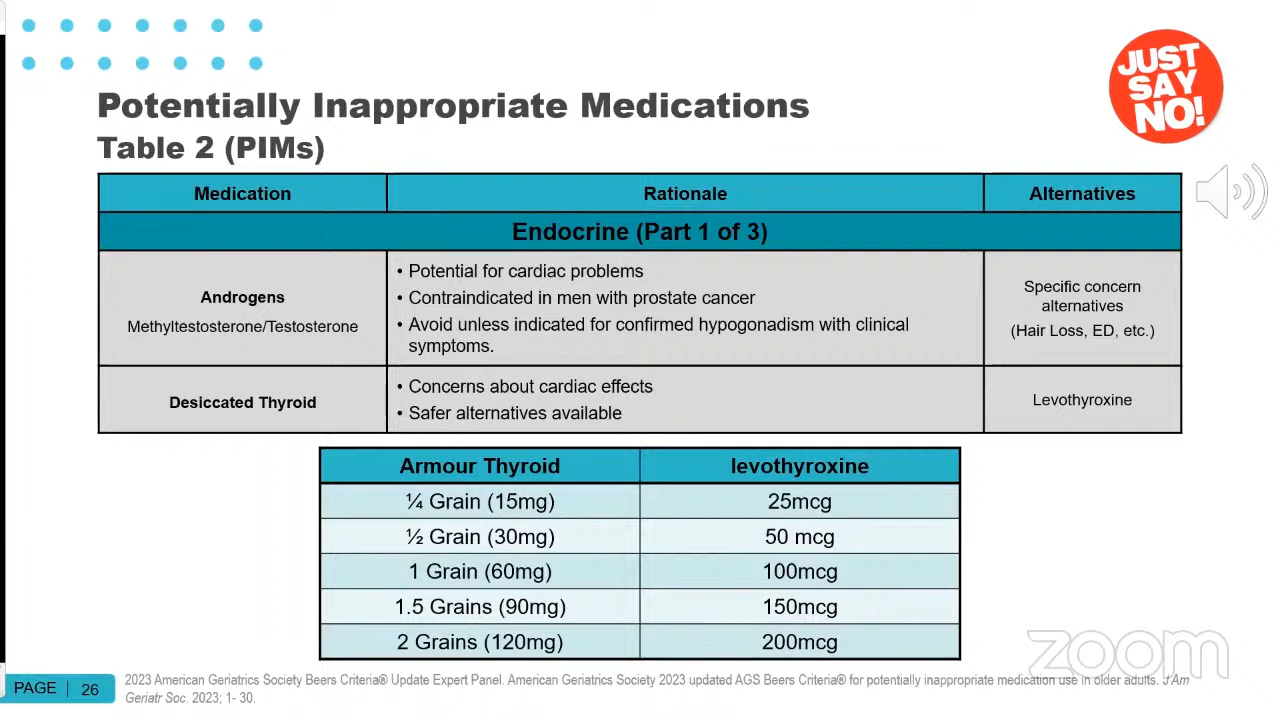 JUST
SAY
NO!
Potentially Inappropriate Medications
Table 2 (PIMs)
Medication Rationale Alternatives
Endocrine (Part 1 of 3)
Androgens
Methyltestosterone/Testosterone
• Potential for cardiac problems
• Contraindicated in men with prostate cancer
• Avoid unless indicated for confirmed hypogonadism with clinical
symptoms.
Specific concern
alternatives
(Hair Loss, ED, etc.)
Desiccated Thyroid
• Concerns about cardiac effects
• Safer alternatives available
Levothyroxine
Armour Thyroid levothyroxine
¼ Grain (15mg) 25mcg
½ Grain (30mg) 50 mcg
1 Grain (60mg) 100mcg
1.5 Grains (90mg) 150mcg
2 Grains (120mg) 200mcg
zoom
PAGE | 26
2023 American Geriatrics Society Beers Criteria® Update Expert Panel. American Geriatrics Society 2023 updated AGS Beers Criteria® for potentially inappropriate medication use in older adults. J Am
Geriatr Soc. 2023; 1- 30.